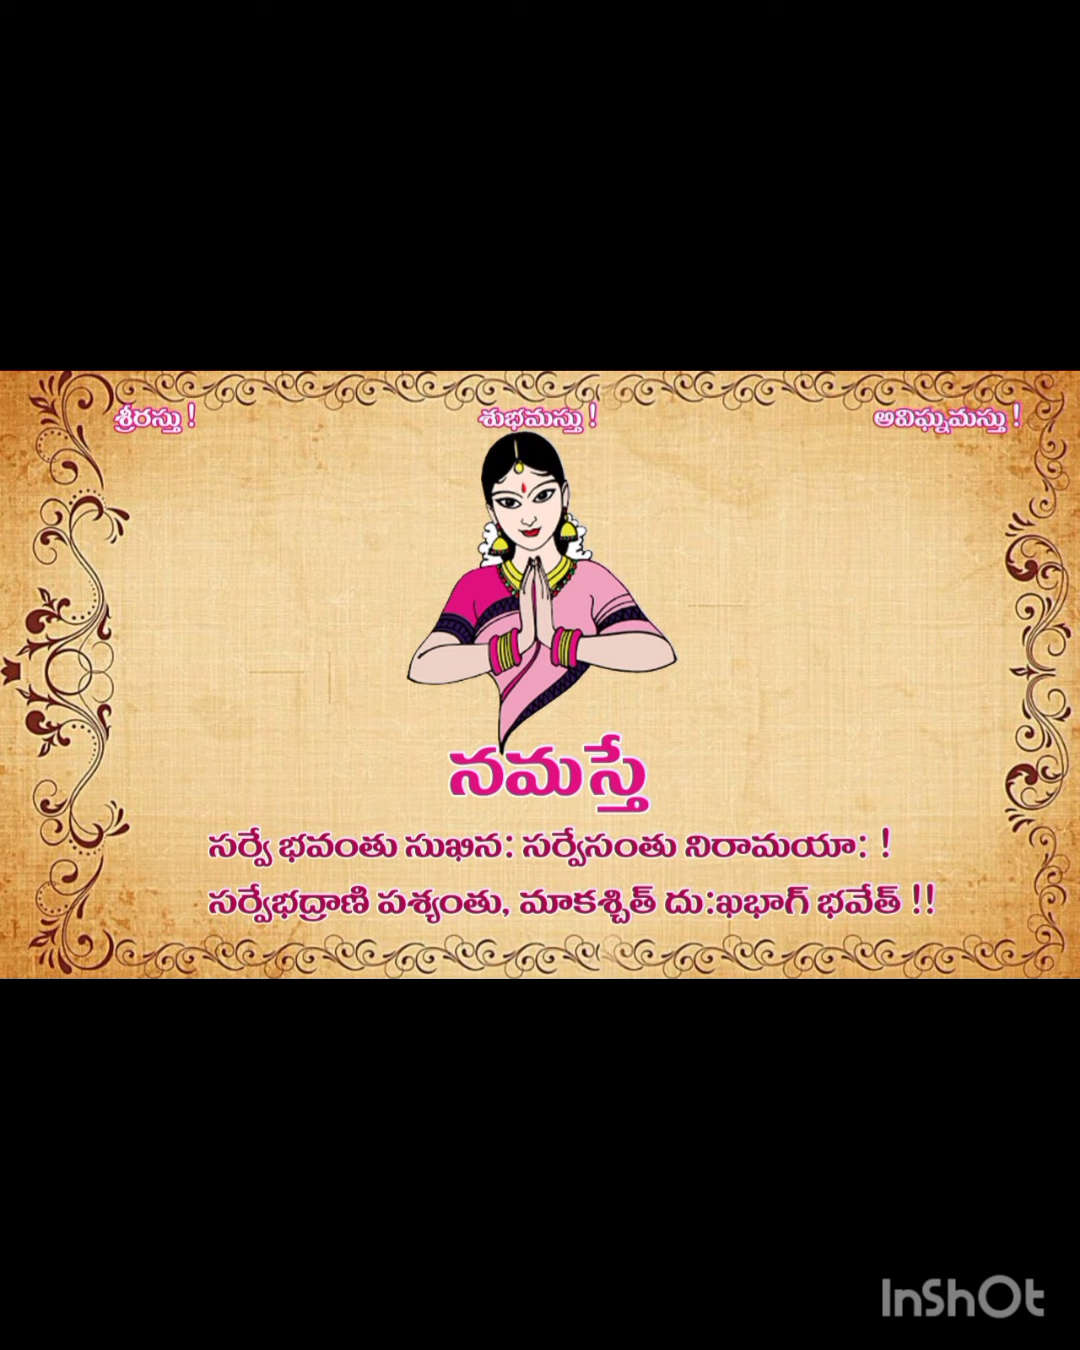 శ్రీరస్తు ! శుభమస్తు ! అవిఘ్నమస్తు !
నమస్తే
సర్వే భవంతు సుఖిన: సర్వేసంతు నిరామయా: !
సర్వేభద్రాణి పశ్యంతు, మాకశ్చిత్ దు:ఖభాగ్ భవేత్ !!
InShOt